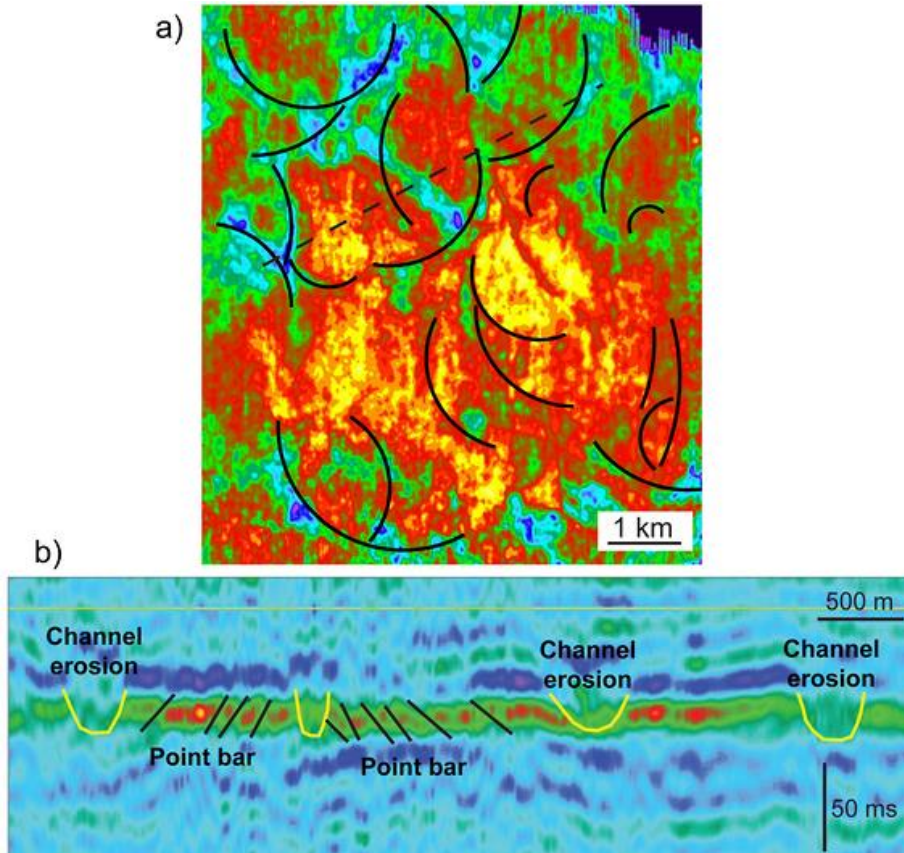 a)
1 km
b)
500 m
Channel
erosion
Channel
erosion
Channel
erosion
Point bar
Point bar
50 ms